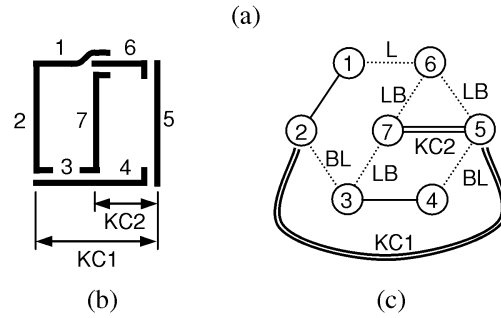 (a)
1 6
2 7 5
3 4
KC2
KC1
(b)
1 L 6
LB LB
2 7 KC2 5
BL LB BL
3 4
KC1
(c)